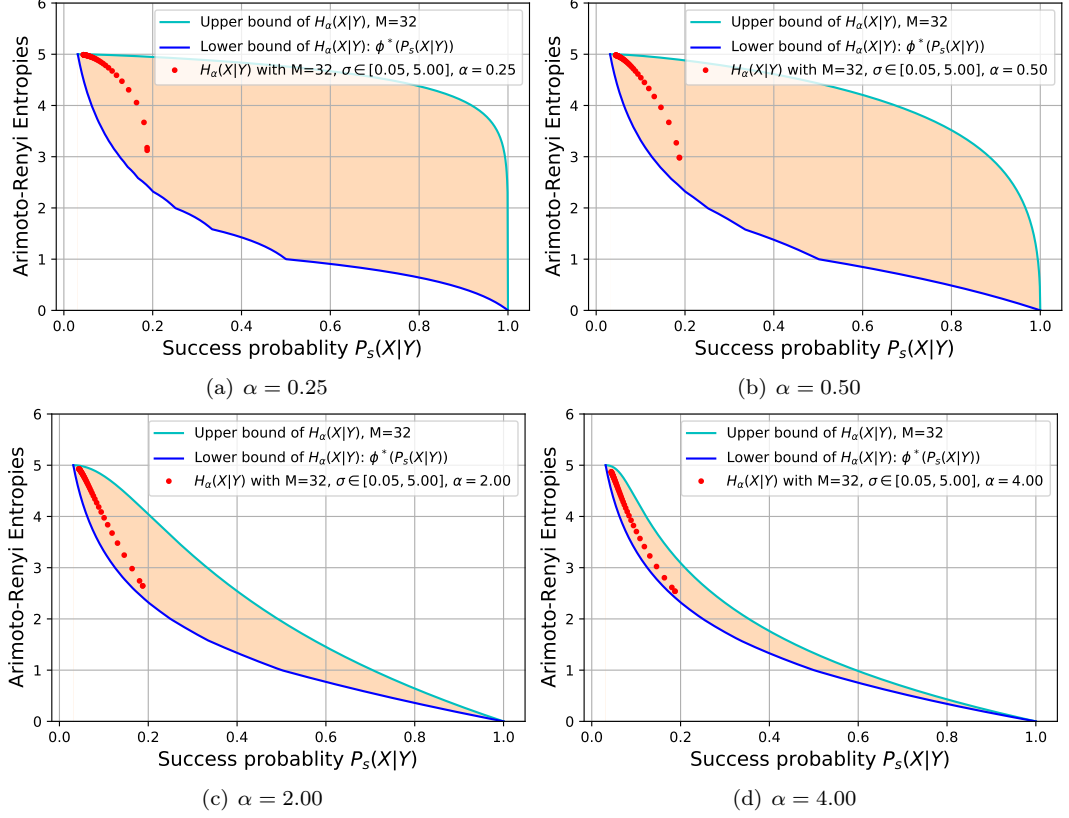 Upper bound of H_α(X|Y), M=32
Lower bound of H_α(X|Y): ϕ*(P_s(X|Y))
H_α(X|Y) with M=32, σ∈[0.05, 5.00], α=0.25
Arimoto-Renyi Entropies
6
5
4
3
2
1
0
0.0 0.2 0.4 0.6 0.8 1.0
Success probablity P_s(X|Y)
(a) α = 0.25
Upper bound of H_α(X|Y), M=32
Lower bound of H_α(X|Y): ϕ*(P_s(X|Y))
H_α(X|Y) with M=32, σ∈[0.05, 5.00], α=0.50
Arimoto-Renyi Entropies
6
5
4
3
2
1
0
0.0 0.2 0.4 0.6 0.8 1.0
Success probablity P_s(X|Y)
(b) α = 0.50
Upper bound of H_α(X|Y), M=32
Lower bound of H_α(X|Y): ϕ*(P_s(X|Y))
H_α(X|Y) with M=32, σ∈[0.05, 5.00], α=2.00
Arimoto-Renyi Entropies
6
5
4
3
2
1
0
0.0 0.2 0.4 0.6 0.8 1.0
Success probablity P_s(X|Y)
(c) α = 2.00
Upper bound of H_α(X|Y), M=32
Lower bound of H_α(X|Y): ϕ*(P_s(X|Y))
H_α(X|Y) with M=32, σ∈[0.05, 5.00], α=4.00
Arimoto-Renyi Entropies
6
5
4
3
2
1
0
0.0 0.2 0.4 0.6 0.8 1.0
Success probablity P_s(X|Y)
(d) α = 4.00